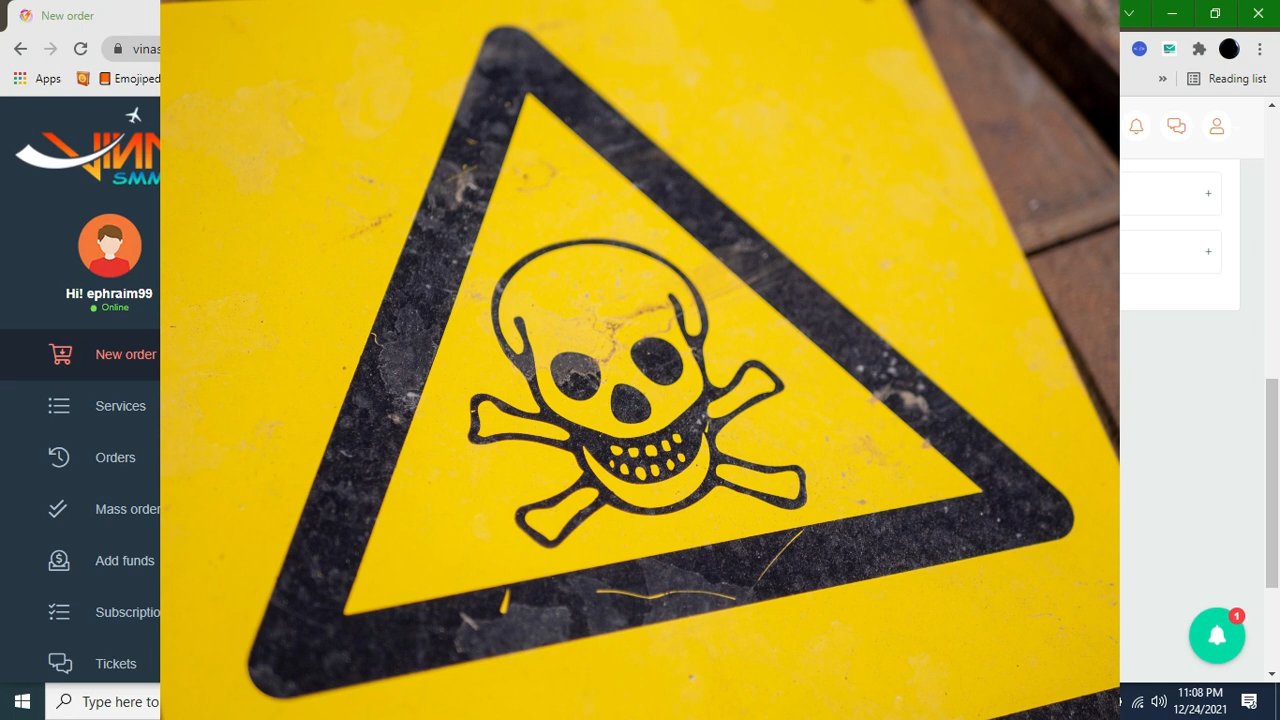 New order
vinas
Apps
Emojiped
Reading list
SMM
Hi! ephraim99
Online
New order
Services
Orders
Mass order
Add funds
Subscriptio
Tickets
+
+
1
Type here to
11:08 PM
12/24/2021